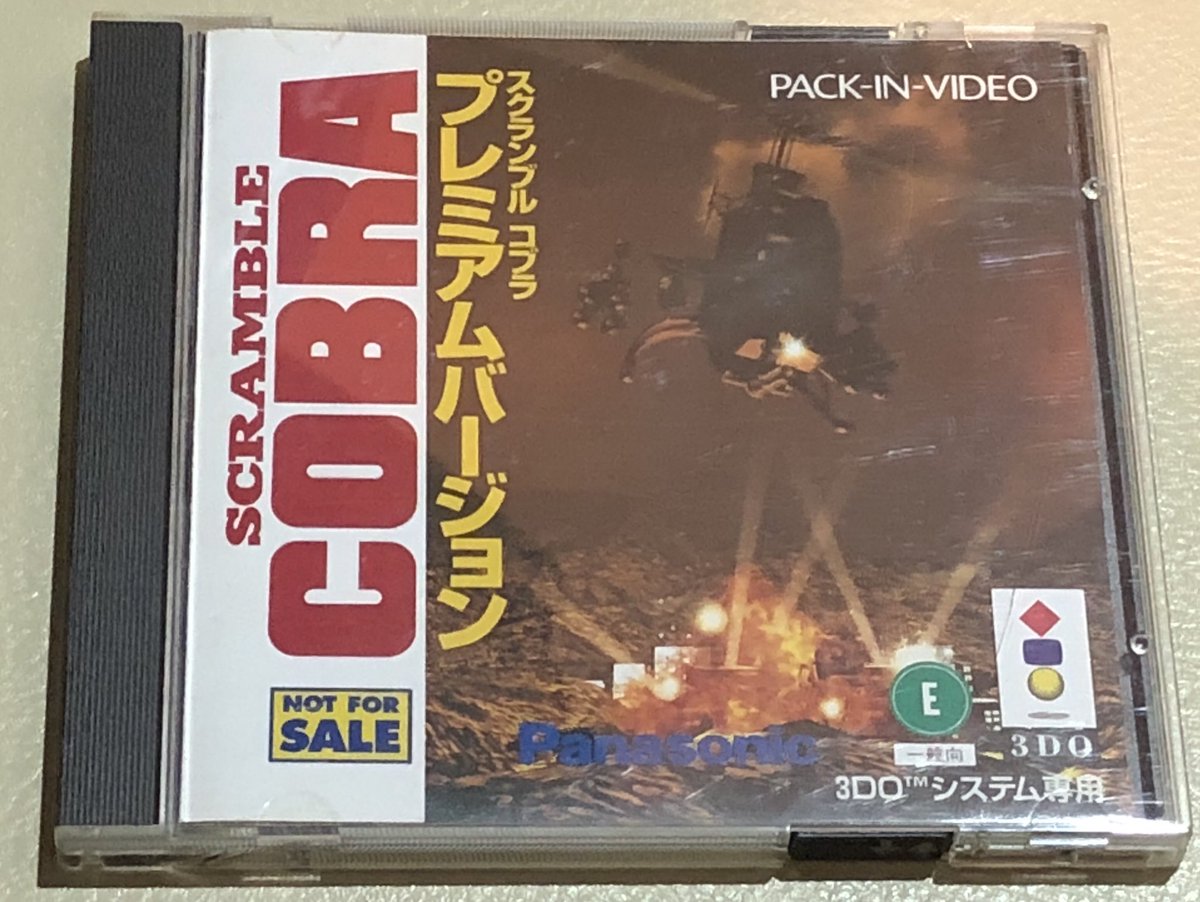 SCRAMBLE
COBRA
NOT FOR
SALE
スクランブル コブラ
プレミアムバージョン
PACK-IN-VIDEO
Panasonic
E
一般向
3DO
3DO™システム専用